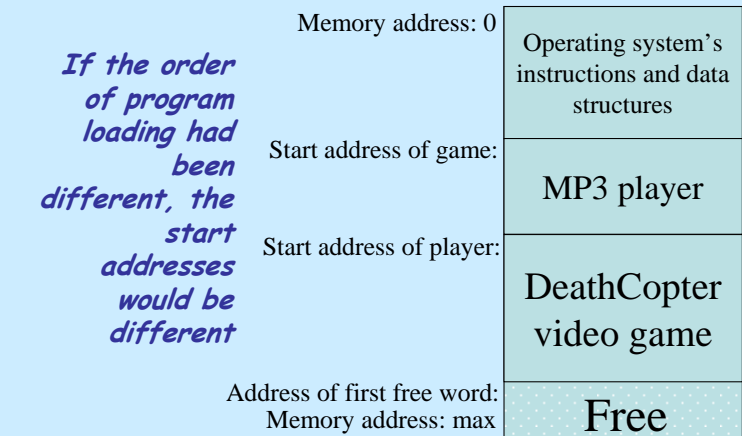 If the order
of program
loading had
been
different, the
start
addresses
would be
different
Memory address: 0
Operating system's
instructions and data
structures
Start address of game:
MP3 player
Start address of player:
DeathCopter
video game
Address of first free word:
Memory address: max
Free